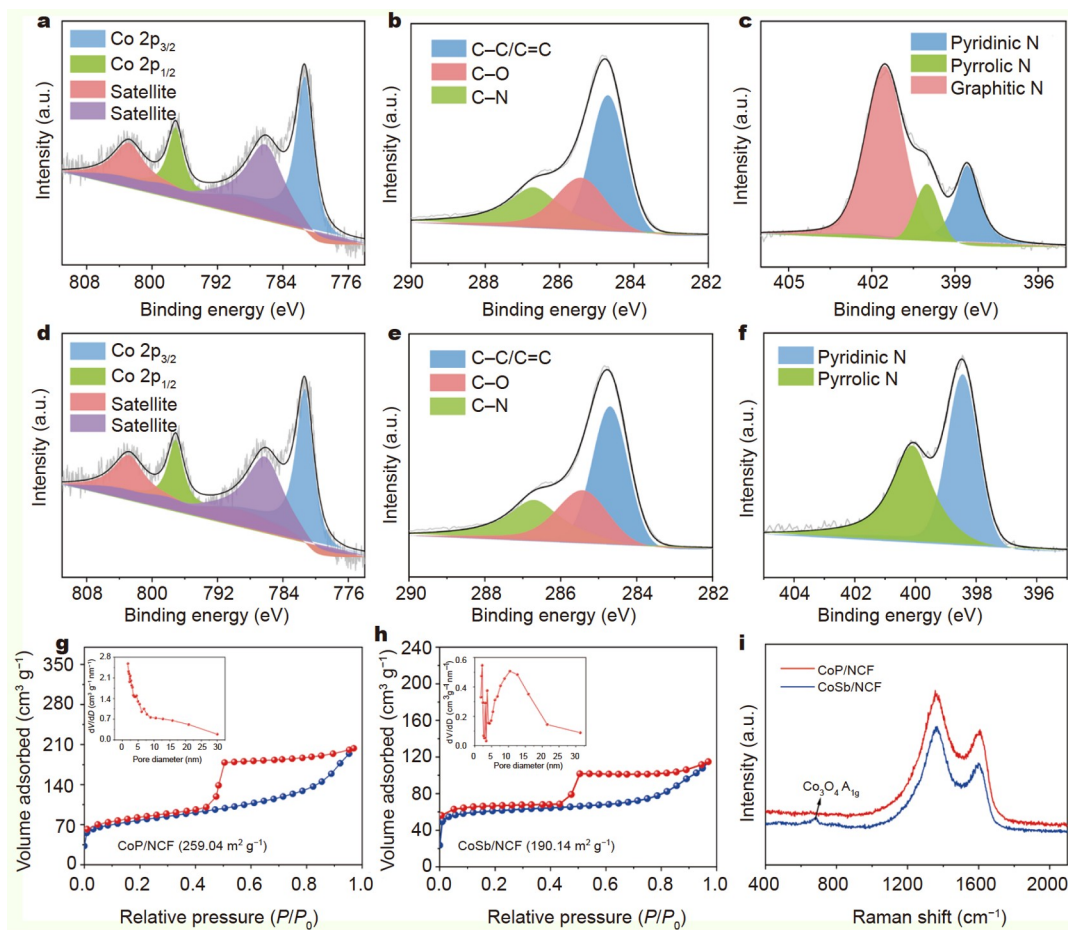 a
Co 2p3/2
Co 2p1/2
Satellite
Satellite
Intensity (a.u.)
808 800 792 784 776
Binding energy (eV)
b
C–C/C=C
C–O
C–N
Intensity (a.u.)
290 288 286 284 282
Binding energy (eV)
c
Pyridinic N
Pyrrolic N
Graphitic N
Intensity (a.u.)
405 402 399 396
Binding energy (eV)
d
Co 2p3/2
Co 2p1/2
Satellite
Satellite
Intensity (a.u.)
808 800 792 784 776
Binding energy (eV)
e
C–C/C=C
C–O
C–N
Intensity (a.u.)
290 288 286 284 282
Binding energy (eV)
f
Pyridinic N
Pyrrolic N
Intensity (a.u.)
404 402 400 398 396
Binding energy (eV)
g
Volume adsorbed (cm³ g⁻¹)
350
280
210
140
70
0
dV/dD (cm³ g⁻¹ nm⁻¹)
2.8
2.1
1.4
0.7
0
0 5 10 15 20 25 30
Pore diameter (nm)
CoP/NCF (259.04 m² g⁻¹)
0.0 0.2 0.4 0.6 0.8 1.0
Relative pressure (P/P0)
h
Volume adsorbed (cm³ g⁻¹)
240
200
160
120
80
40
0
dV/dD (cm³g⁻¹nm⁻¹)
0.6
0.4
0.2
0.0
0 5 10 15 20 25 30
Pore diameter (nm)
CoSb/NCF (190.14 m² g⁻¹)
0.0 0.2 0.4 0.6 0.8 1.0
Relative pressure (P/P0)
i
CoP/NCF
CoSb/NCF
Co3O4 A1g
Intensity (a.u.)
400 800 1200 1600 2000
Raman shift (cm⁻¹)